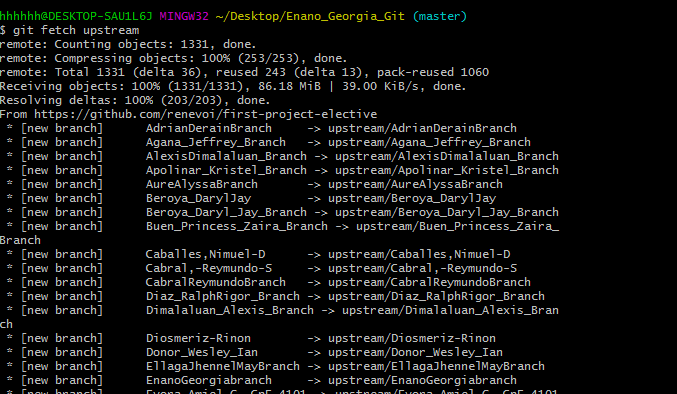 hhhhhh@DESKTOP-SAU1L6J MINGW32 ~/Desktop/Enano_Georgia_Git (master)
$ git fetch upstream
remote: Counting objects: 1331, done.
remote: Compressing objects: 100% (253/253), done.
remote: Total 1331 (delta 36), reused 243 (delta 13), pack-reused 1060
Receiving objects: 100% (1331/1331), 86.18 MiB | 39.00 KiB/s, done.
Resolving deltas: 100% (203/203), done.
From https://github.com/renevoi/first-project-elective
* [new branch] AdrianDerainBranch -> upstream/AdrianDerainBranch
* [new branch] Agana_Jeffrey_Branch -> upstream/Agana_Jeffrey_Branch
* [new branch] AlexisDimalaluan_Branch -> upstream/AlexisDimalaluan_Branch
* [new branch] Apolinar_Kristel_Branch -> upstream/Apolinar_Kristel_Branch
* [new branch] AureAlyssaBranch -> upstream/AureAlyssaBranch
* [new branch] Beroya_DarylJay -> upstream/Beroya_DarylJay
* [new branch] Beroya_Daryl_Jay_Branch -> upstream/Beroya_Daryl_Jay_Branch
* [new branch] Buen_Princess_Zaira_Branch -> upstream/Buen_Princess_Zaira_
Branch
* [new branch] Caballes,Nimuel-D -> upstream/Caballes,Nimuel-D
* [new branch] Cabral,-Reymundo-S -> upstream/Cabral,-Reymundo-S
* [new branch] CabralReymundoBranch -> upstream/CabralReymundoBranch
* [new branch] Diaz_RalphRigor_Branch -> upstream/Diaz_RalphRigor_Branch
* [new branch] Dimalaluan_Alexis_Branch -> upstream/Dimalaluan_Alexis_Bran
ch
* [new branch] Diosmeriz-Rinon -> upstream/Diosmeriz-Rinon
* [new branch] Donor_Wesley_Ian -> upstream/Donor_Wesley_Ian
* [new branch] EllagaJhennelMayBranch -> upstream/EllagaJhennelMayBranch
* [new branch] EnanoGeorgiabranch -> upstream/EnanoGeorgiabranch
* [new branch]